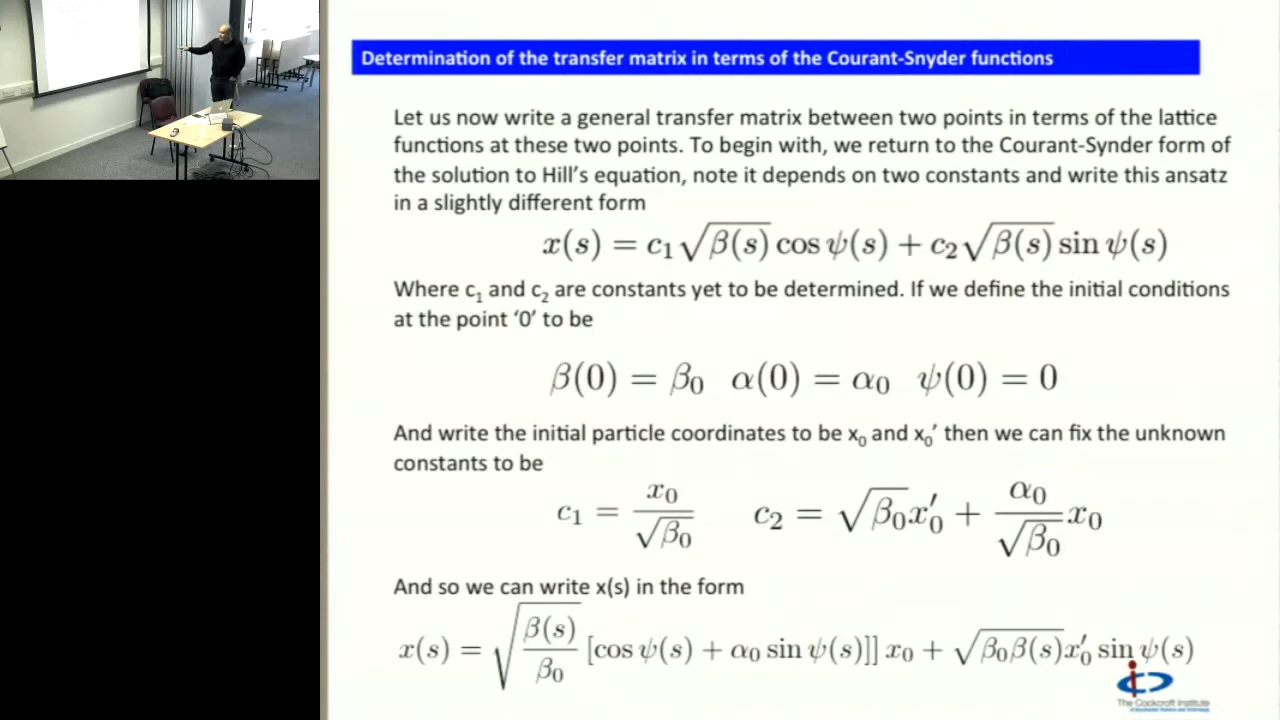 Determination of the transfer matrix in terms of the Courant-Snyder functions
Let us now write a general transfer matrix between two points in terms of the lattice
functions at these two points. To begin with, we return to the Courant-Synder form of
the solution to Hill's equation, note it depends on two constants and write this ansatz
in a slightly different form
x(s) = c₁√β(s) cos ψ(s) + c₂√β(s) sin ψ(s)
Where c₁ and c₂ are constants yet to be determined. If we define the initial conditions
at the point '0' to be
β(0) = β₀ α(0) = α₀ ψ(0) = 0
And write the initial particle coordinates to be x₀ and x₀' then we can fix the unknown
constants to be
c₁ = x₀/√β₀ c₂ = √β₀x₀′ + α₀/√β₀ x₀
And so we can write x(s) in the form
x(s) = √(β(s)/β₀) [cos ψ(s) + α₀ sin ψ(s)]] x₀ + √(β₀β(s))x₀′ sin ψ(s)
The Cockcroft Institute